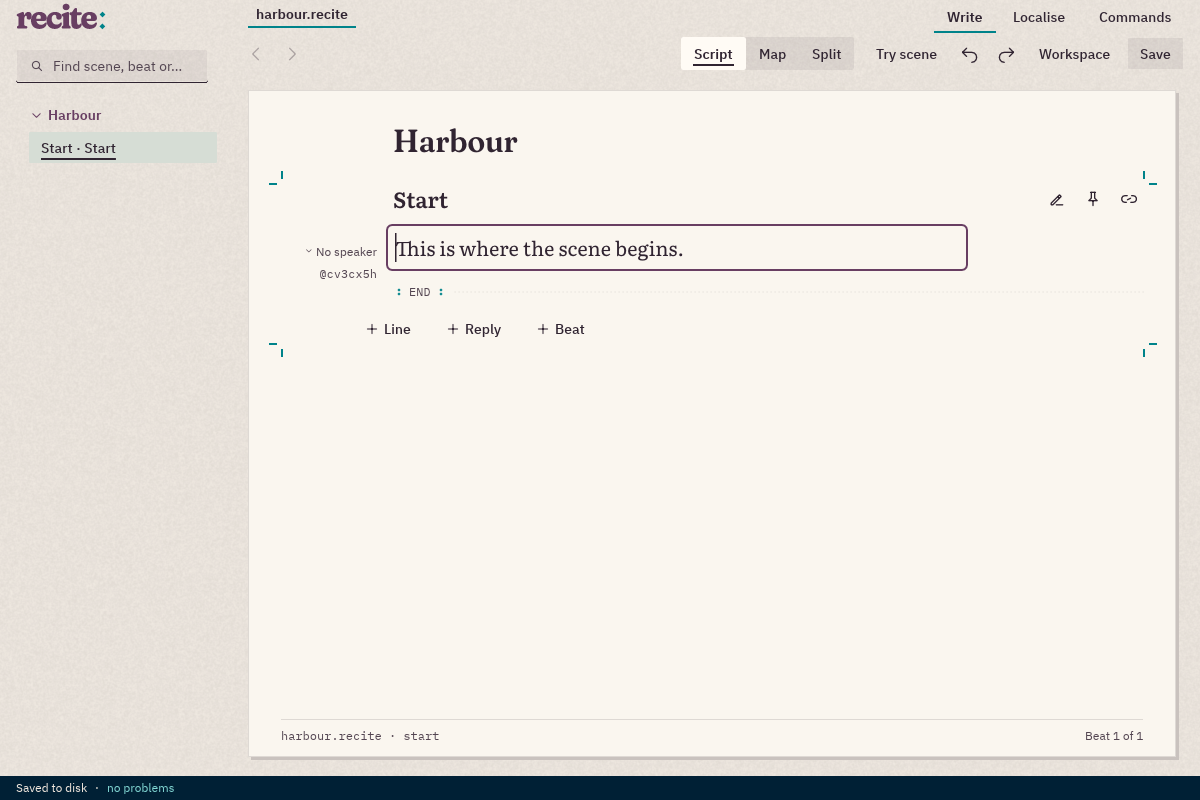 recite:
harbour.recite
Write Localise Commands
Find scene, beat or...
Script Map Split Try scene Workspace Save
Harbour
Start · Start
Harbour
Start
No speaker
@cv3cx5h
This is where the scene begins.
: END :
+ Line + Reply + Beat
harbour.recite · start
Beat 1 of 1
Saved to disk · no problems